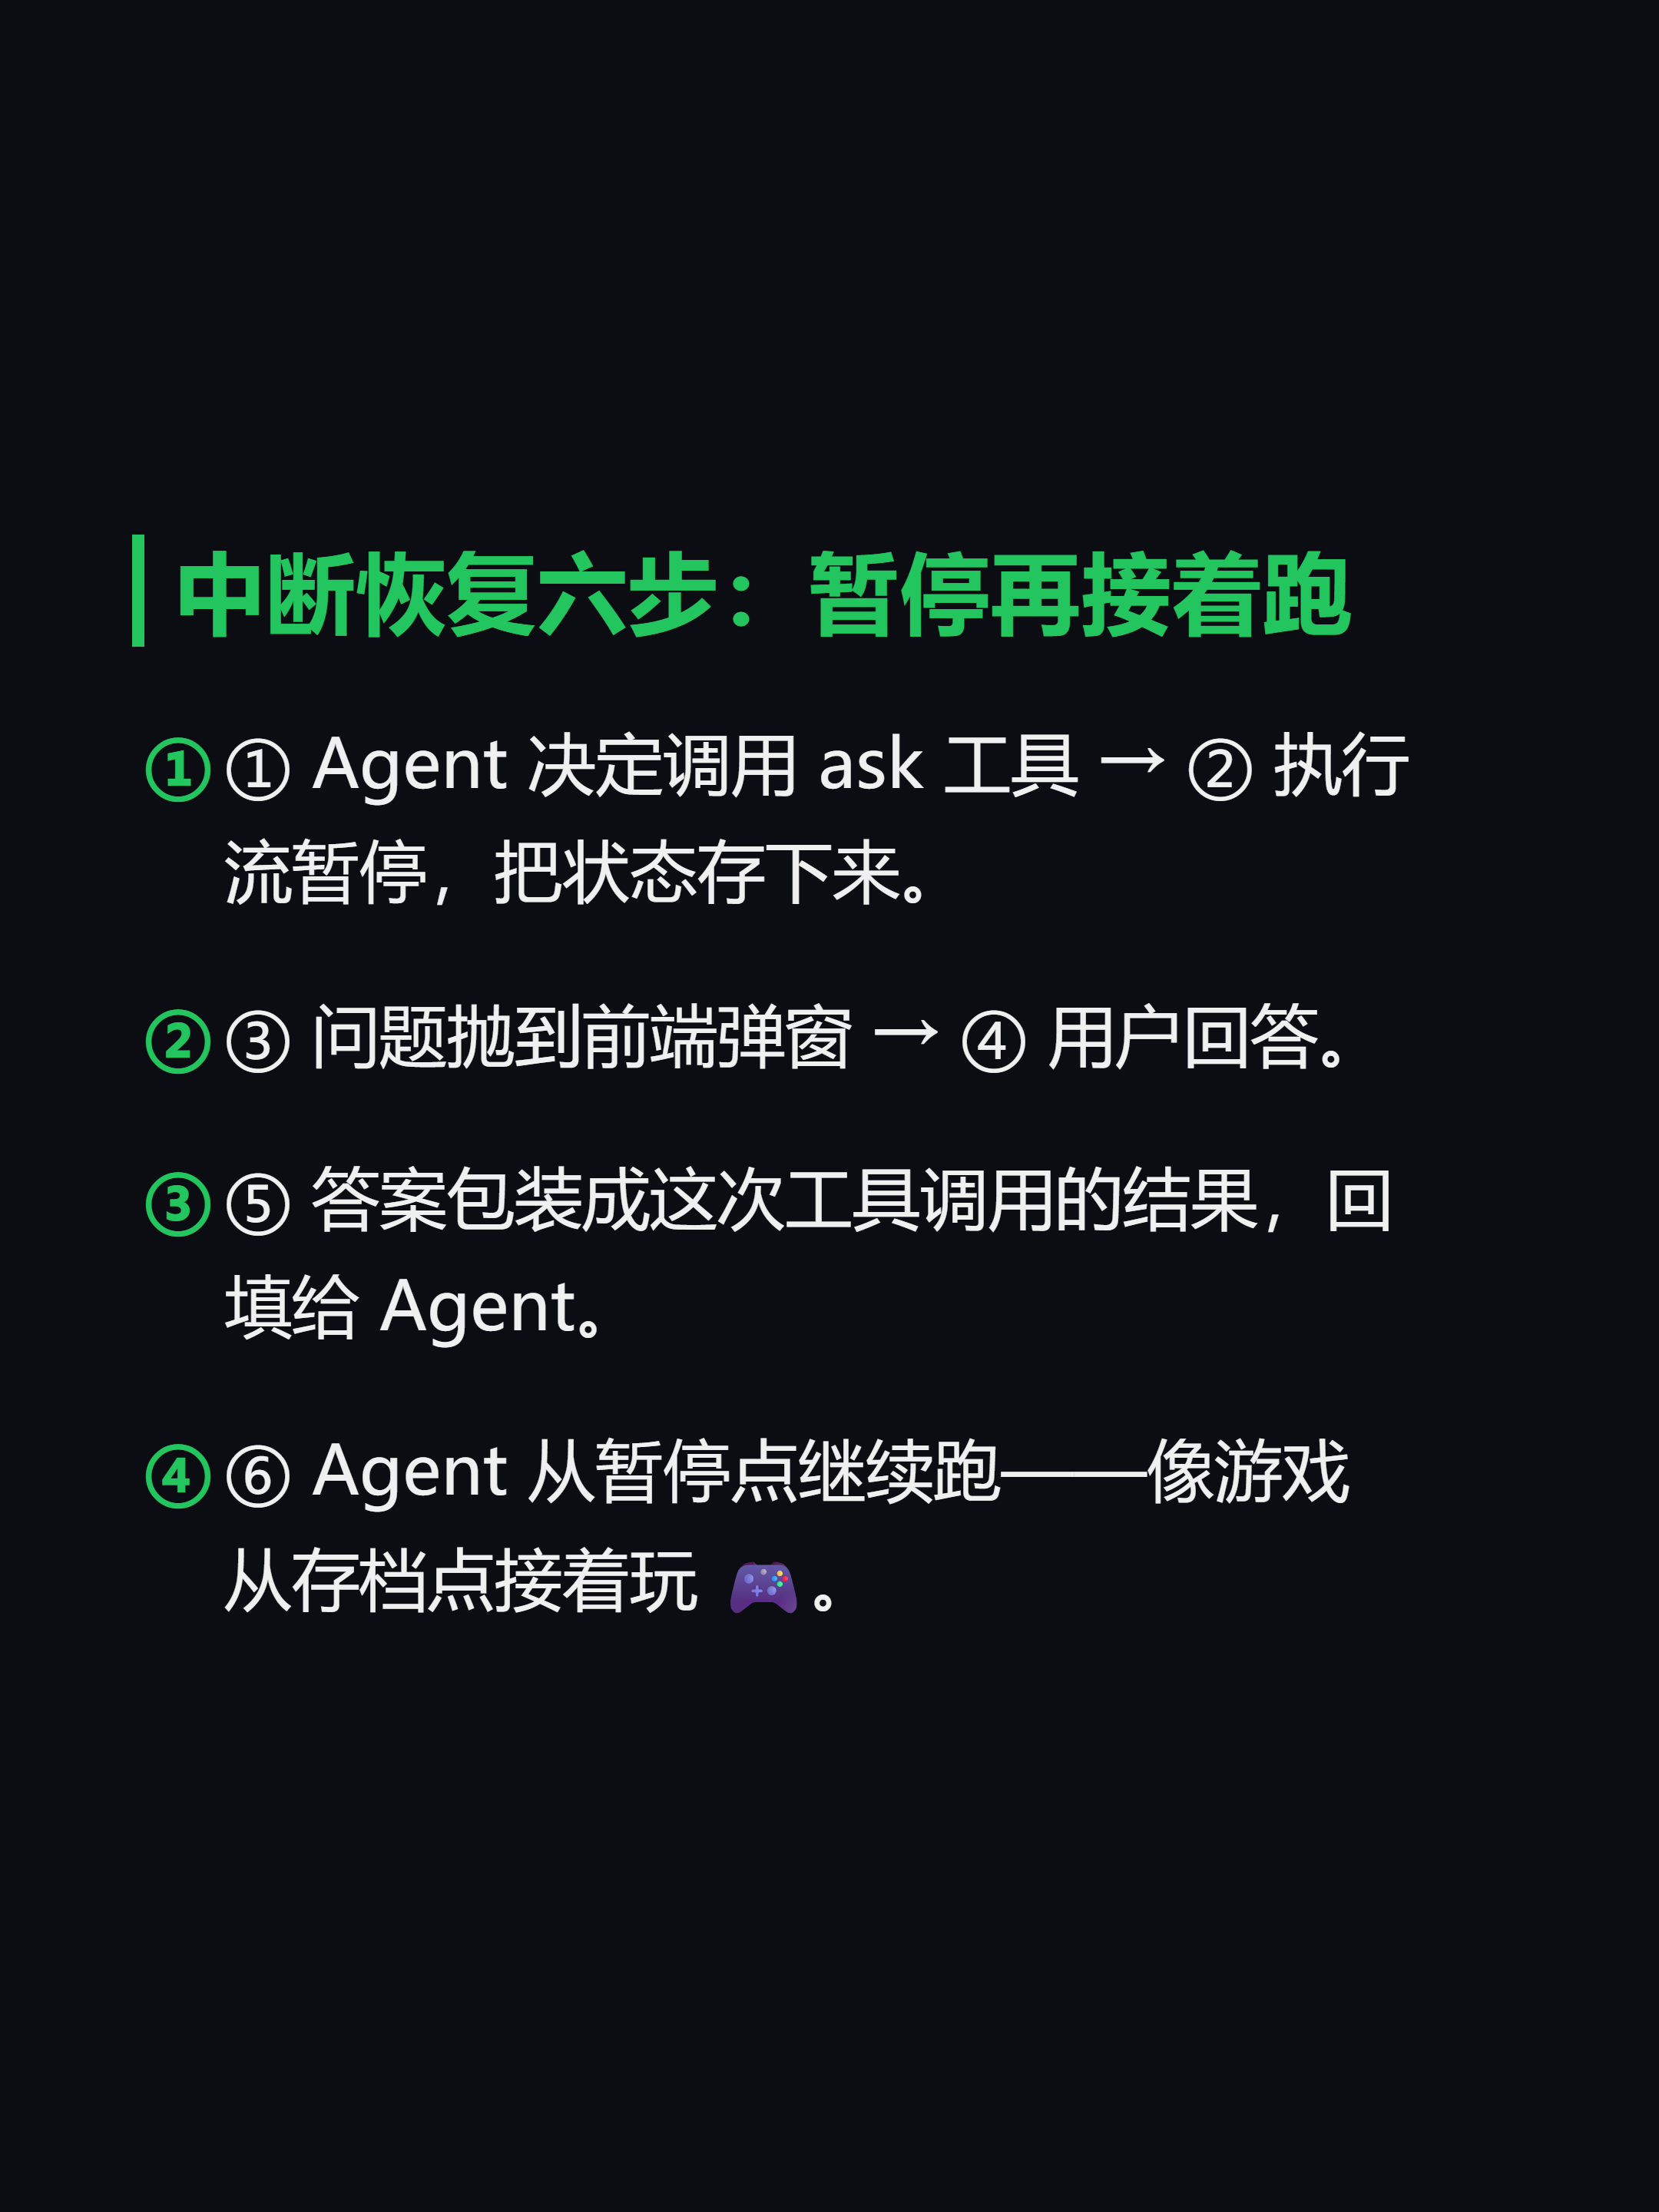 中断恢复六步：暂停再接着跑
① ① Agent 决定调用 ask 工具 → ② 执行
流暂停，把状态存下来。
② ③ 问题抛到前端弹窗 → ④ 用户回答。
③ ⑤ 答案包装成这次工具调用的结果，回
填给 Agent。
④ ⑥ Agent 从暂停点继续跑——像游戏
从存档点接着玩 🎮。